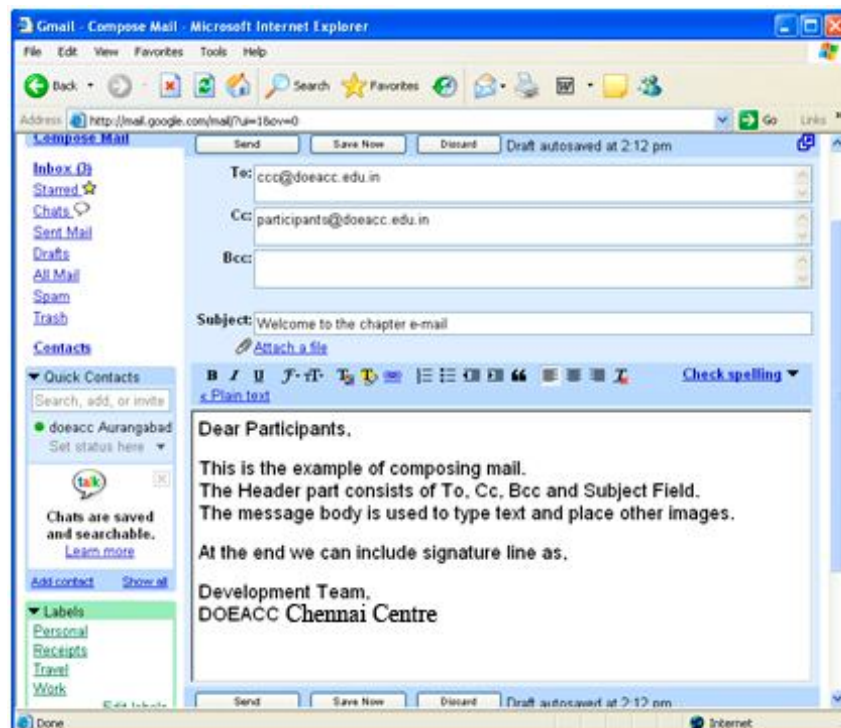 Gmail - Compose Mail - Microsoft Internet Explorer
File Edit View Favorites Tools Help
Back Search Favorites
Address http://mail.google.com/mail/?ui=1&ov=0 Go Links
Compose Mail
Send Save Now Discard Draft autosaved at 2:12 pm
Inbox (3)
Starred
Chats
Sent Mail
Drafts
All Mail
Spam
Trash
Contacts
To: ccc@doeacc.edu.in
Cc: participants@doeacc.edu.in
Bcc:
Subject: Welcome to the chapter e-mail
Attach a file
B I U Check spelling
« Plain text
Quick Contacts
Search, add, or invite
doeacc Aurangabad
Set status here
talk
Chats are saved
and searchable.
Learn more
Add contact Show all
Labels
Personal
Receipts
Travel
Work
Edit labels
Dear Participants,
This is the example of composing mail.
The Header part consists of To, Cc, Bcc and Subject Field.
The message body is used to type text and place other images.
At the end we can include signature line as,
Development Team,
DOEACC Chennai Centre
Send Save Now Discard Draft autosaved at 2:12 pm
Done Internet